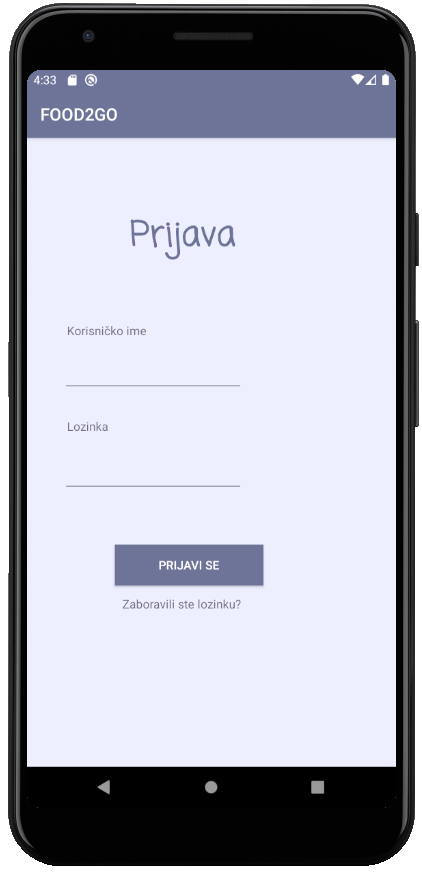 4:33
FOOD2GO
Prijava
Korisničko ime
Lozinka
PRIJAVI SE
Zaboravili ste lozinku?